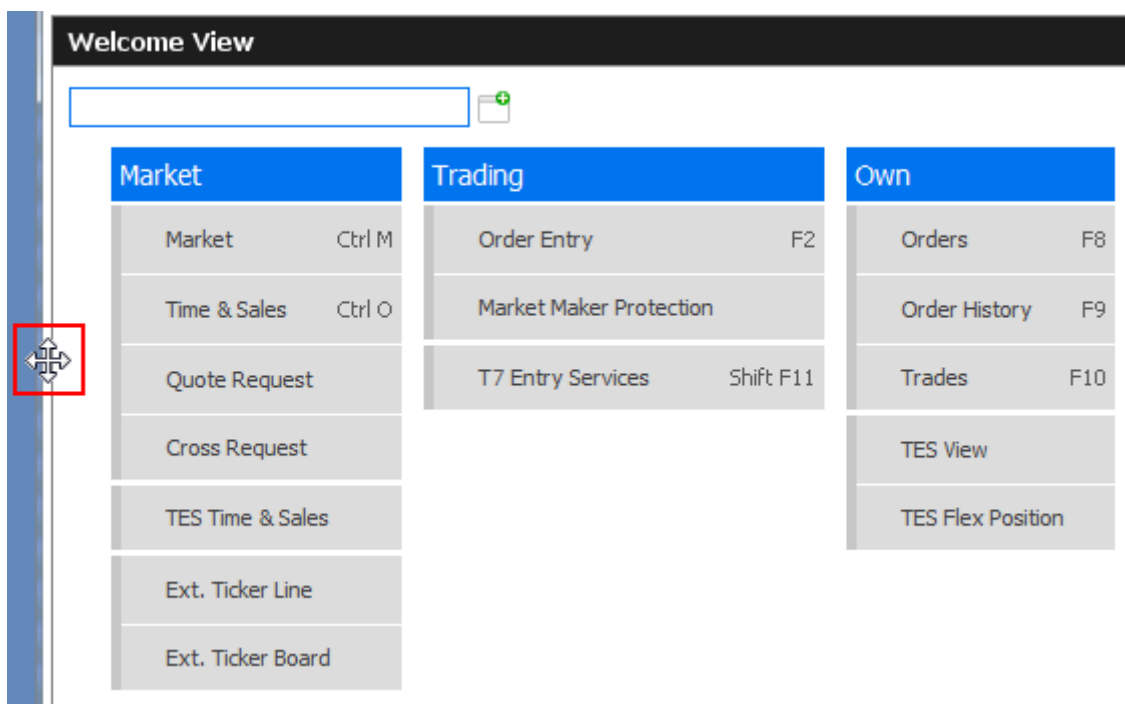 Welcome View
Market
Market Ctrl M
Time & Sales Ctrl O
Quote Request
Cross Request
TES Time & Sales
Ext. Ticker Line
Ext. Ticker Board
Trading
Order Entry F2
Market Maker Protection
T7 Entry Services Shift F11
Own
Orders F8
Order History F9
Trades F10
TES View
TES Flex Position